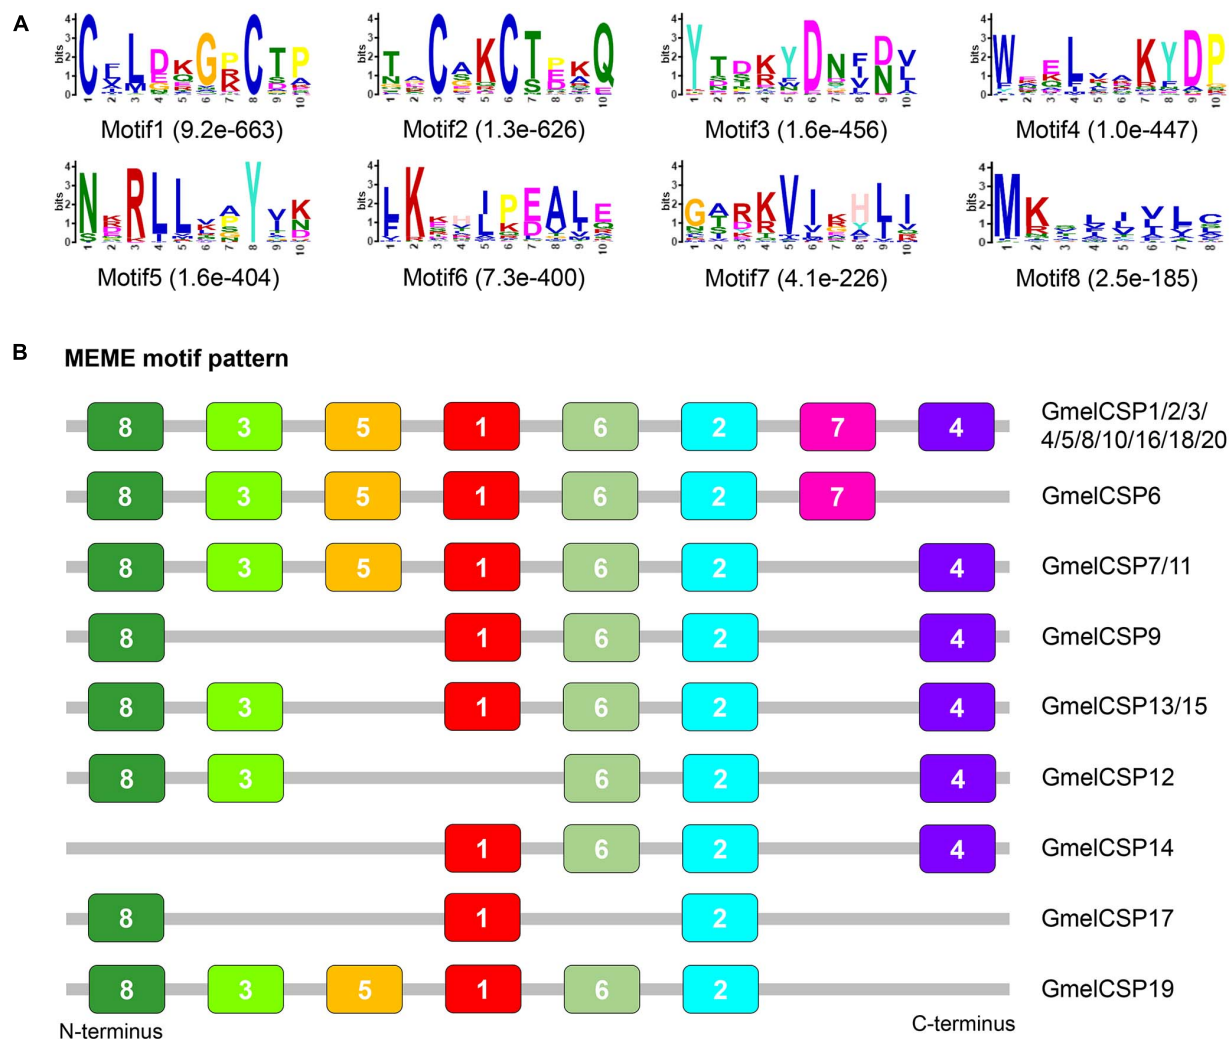 A
Motif1 (9.2e-663)
Motif2 (1.3e-626)
Motif3 (1.6e-456)
Motif4 (1.0e-447)
Motif5 (1.6e-404)
Motif6 (7.3e-400)
Motif7 (4.1e-226)
Motif8 (2.5e-185)
B
MEME motif pattern
8 3 5 1 6 2 7 4
GmelCSP1/2/3/
4/5/8/10/16/18/20
8 3 5 1 6 2 7
GmelCSP6
8 3 5 1 6 2 4
GmelCSP7/11
8 1 6 2 4
GmelCSP9
8 3 1 6 2 4
GmelCSP13/15
8 3 6 2 4
GmelCSP12
1 6 2 4
GmelCSP14
8 1 2
GmelCSP17
8 3 5 1 6 2
GmelCSP19
N-terminus
C-terminus